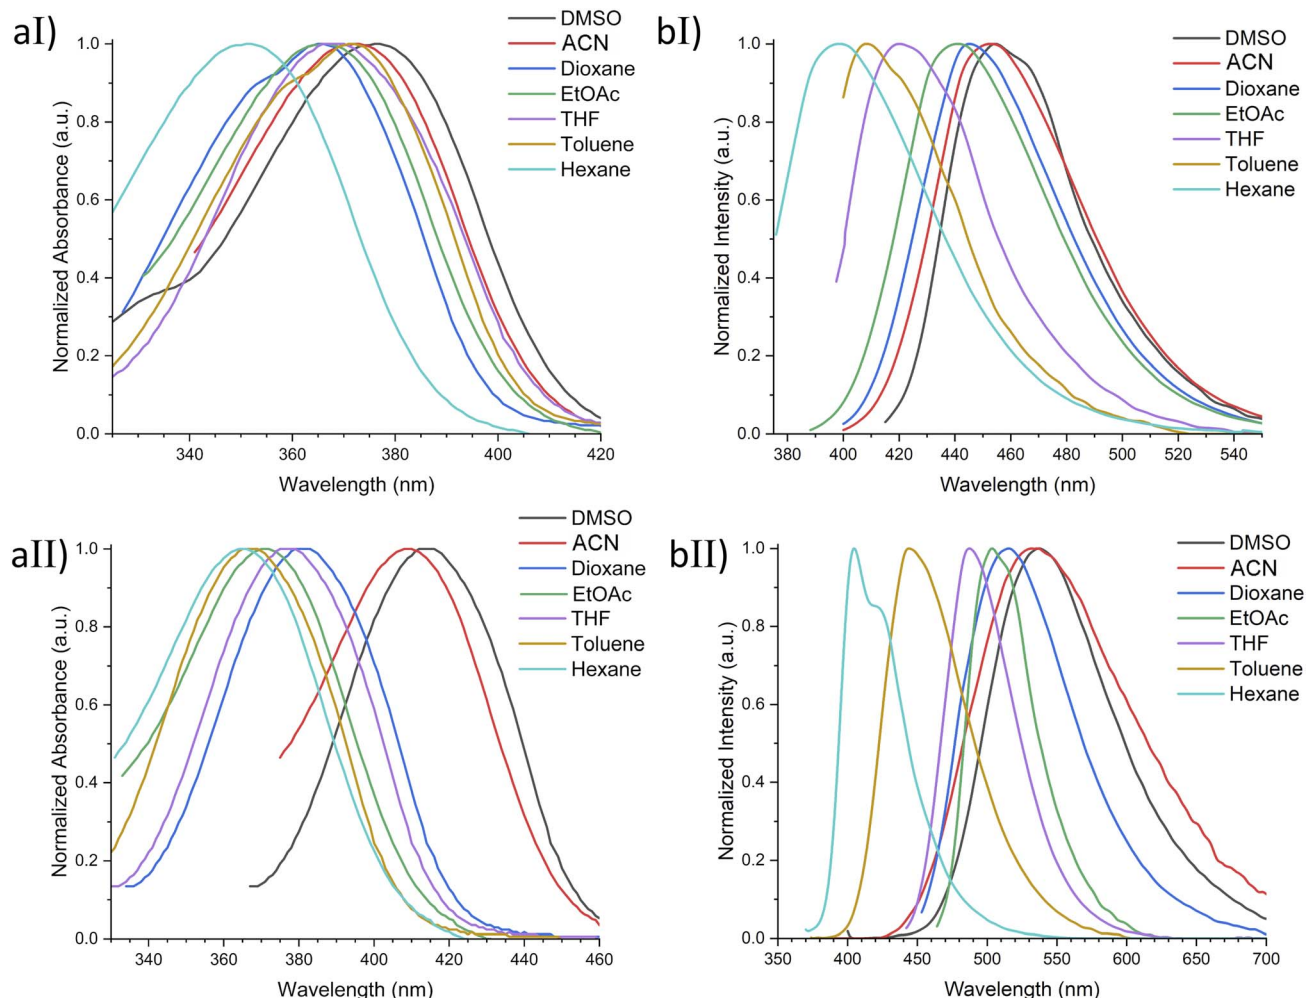 aI)
DMSO
ACN
Dioxane
EtOAc
THF
Toluene
Hexane
1.0
0.8
0.6
0.4
0.2
0.0
Normalized Absorbance (a.u.)
340
360
380
400
420
Wavelength (nm)
bI)
DMSO
ACN
Dioxane
EtOAc
THF
Toluene
Hexane
1.0
0.8
0.6
0.4
0.2
0.0
Normalized Intensity (a.u.)
380
400
420
440
460
480
500
520
540
Wavelength (nm)
aII)
DMSO
ACN
Dioxane
EtOAc
THF
Toluene
Hexane
1.0
0.8
0.6
0.4
0.2
0.0
Normalized Absorbance (a.u.)
340
360
380
400
420
440
460
Wavelength (nm)
bII)
DMSO
ACN
Dioxane
EtOAc
THF
Toluene
Hexane
1.0
0.8
0.6
0.4
0.2
0.0
Normalized Intensity (a.u.)
350
400
450
500
550
600
650
700
Wavelength (nm)